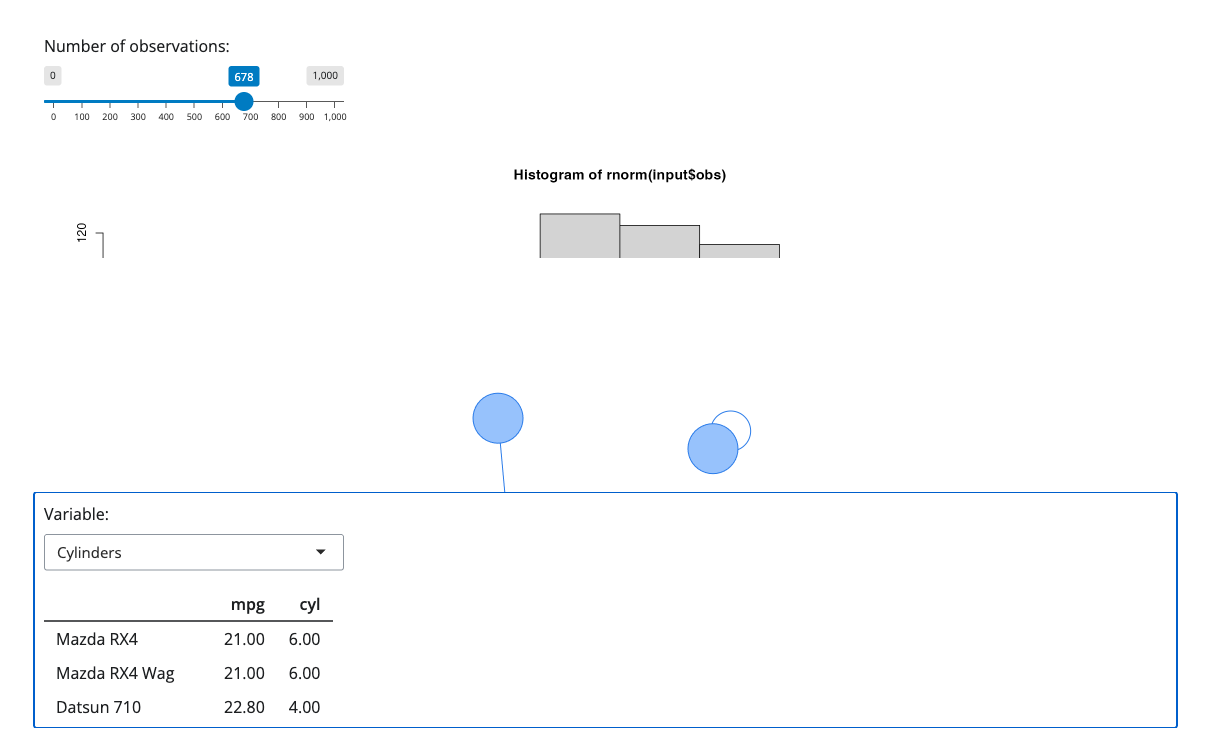 Number of observations:
0 678 1,000
0 100 200 300 400 500 600 700 800 900 1,000
Histogram of rnorm(input$obs)
120
Variable:
Cylinders
mpg cyl
Mazda RX4 21.00 6.00
Mazda RX4 Wag 21.00 6.00
Datsun 710 22.80 4.00